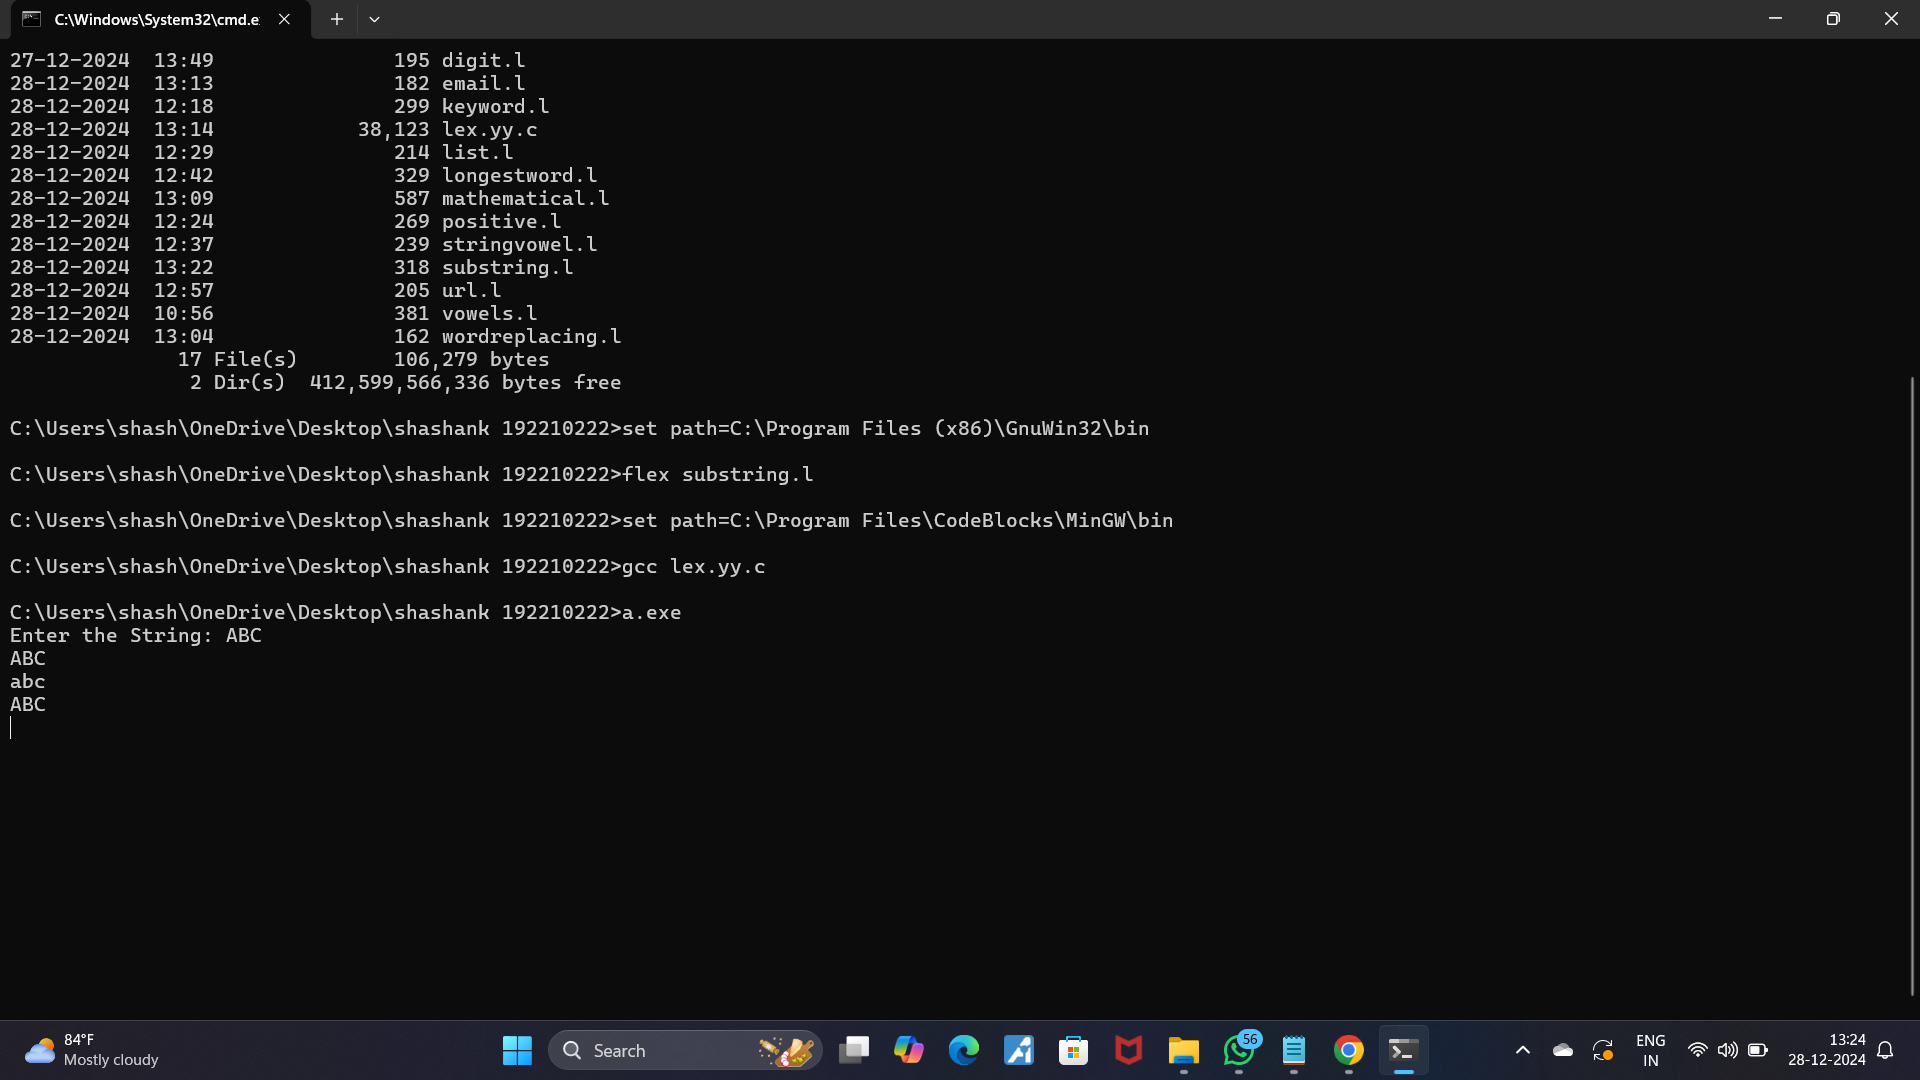 C:\Windows\System32\cmd.e
27-12-2024  13:49               195 digit.l
28-12-2024  13:13               182 email.l
28-12-2024  12:18               299 keyword.l
28-12-2024  13:14            38,123 lex.yy.c
28-12-2024  12:29               214 list.l
28-12-2024  12:42               329 longestword.l
28-12-2024  13:09               587 mathematical.l
28-12-2024  12:24               269 positive.l
28-12-2024  12:37               239 stringvowel.l
28-12-2024  13:22               318 substring.l
28-12-2024  12:57               205 url.l
28-12-2024  10:56               381 vowels.l
28-12-2024  13:04               162 wordreplacing.l
17 File(s)        106,279 bytes
2 Dir(s)  412,599,566,336 bytes free
C:\Users\shash\OneDrive\Desktop\shashank 192210222>set path=C:\Program Files (x86)\GnuWin32\bin
C:\Users\shash\OneDrive\Desktop\shashank 192210222>flex substring.l
C:\Users\shash\OneDrive\Desktop\shashank 192210222>set path=C:\Program Files\CodeBlocks\MinGW\bin
C:\Users\shash\OneDrive\Desktop\shashank 192210222>gcc lex.yy.c
C:\Users\shash\OneDrive\Desktop\shashank 192210222>a.exe
Enter the String: ABC
ABC
abc
ABC
84°F
Mostly cloudy
Search
56
ENG
IN
13:24
28-12-2024